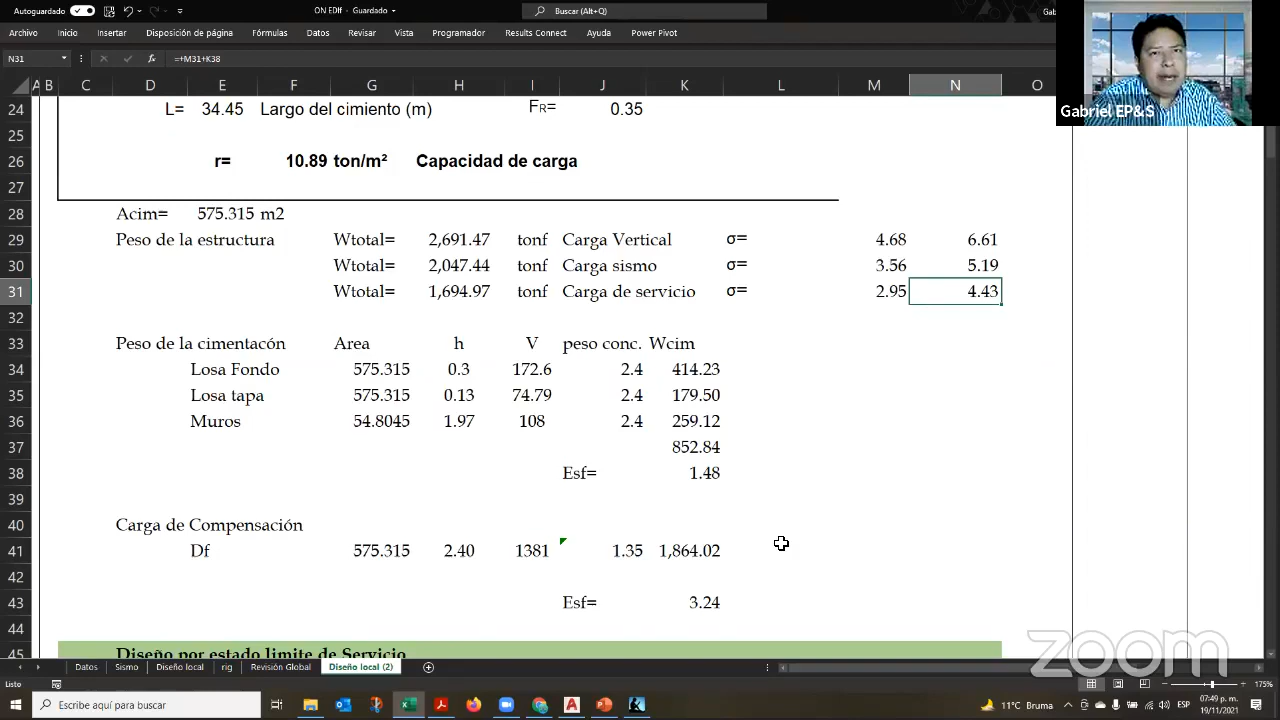 Autoguardado
ON EDIf - Guardado
Buscar (Alt+Q)
Archivo Inicio Insertar Disposición de página Fórmulas Datos Revisar Vista Programador Results Connect Ayuda Power Pivot
N31 fx =+M31+K38
A B C D E F G H I J K L M N O
24 L= 34.45 Largo del cimiento (m) FR= 0.35
25
26 r= 10.89 ton/m² Capacidad de carga
27
28 Acim= 575.315 m2
29 Peso de la estructura Wtotal= 2,691.47 tonf Carga Vertical σ= 4.68 6.61
30 Wtotal= 2,047.44 tonf Carga sismo σ= 3.56 5.19
31 Wtotal= 1,694.97 tonf Carga de servicio σ= 2.95 4.43
32
33 Peso de la cimentacón Area h V peso conc. Wcim
34 Losa Fondo 575.315 0.3 172.6 2.4 414.23
35 Losa tapa 575.315 0.13 74.79 2.4 179.50
36 Muros 54.8045 1.97 108 2.4 259.12
37 852.84
38 Esf= 1.48
39
40 Carga de Compensación
41 Df 575.315 2.40 1381 1.35 1,864.02
42
43 Esf= 3.24
44
45 Diseño por estado limite de Servicio
Gabriel EP&S
zoom
Datos Sismo Diseño local rig Revisión Global Diseño local (2)
Listo 175%
Escribe aquí para buscar 11°C Bruma ESP 07:49 p. m.
19/11/2021